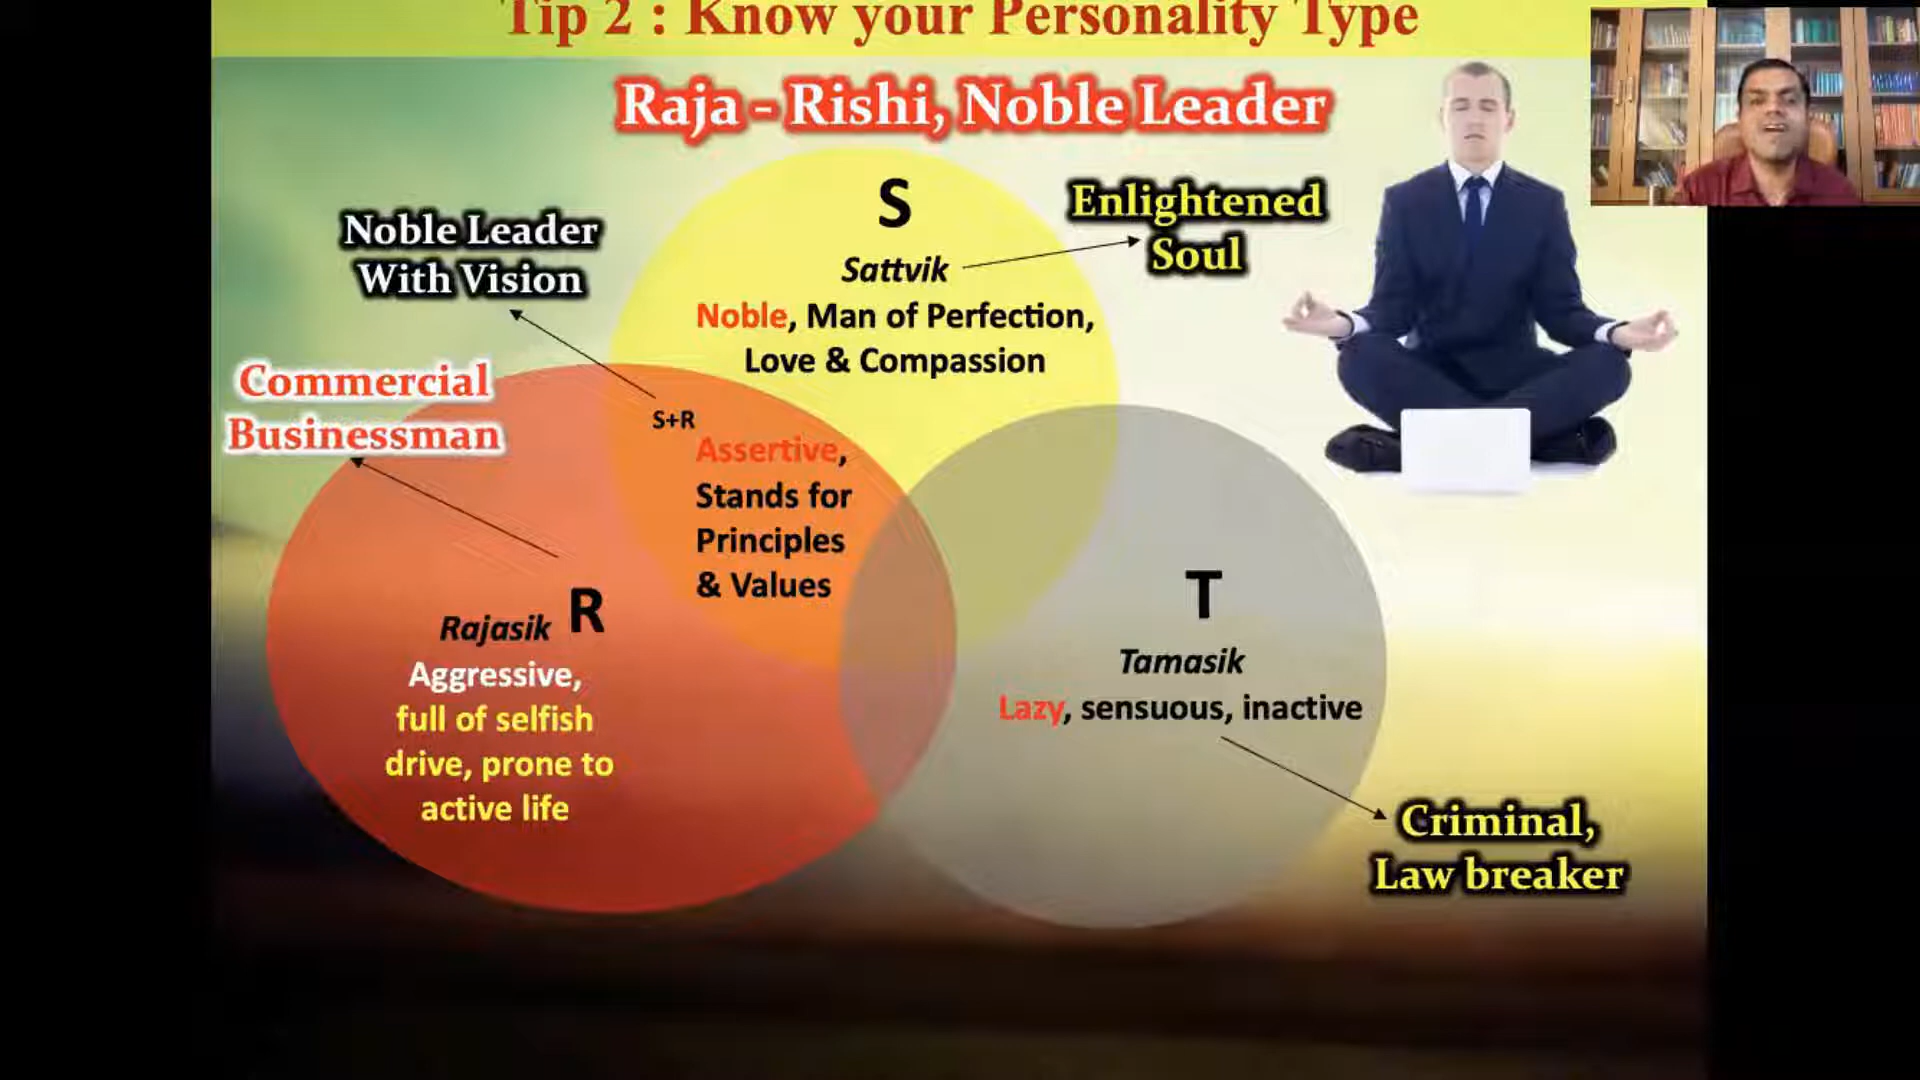 Tip 2 : Know your Personality Type
Raja - Rishi, Noble Leader
S
Enlightened
Soul
Noble Leader
With Vision
Sattvik
Noble, Man of Perfection,
Love & Compassion
Commercial
Businessman
S+R
Assertive,
Stands for
Principles
& Values
R
Rajasik
Aggressive,
full of selfish
drive, prone to
active life
T
Tamasik
Lazy, sensuous, inactive
Criminal,
Law breaker